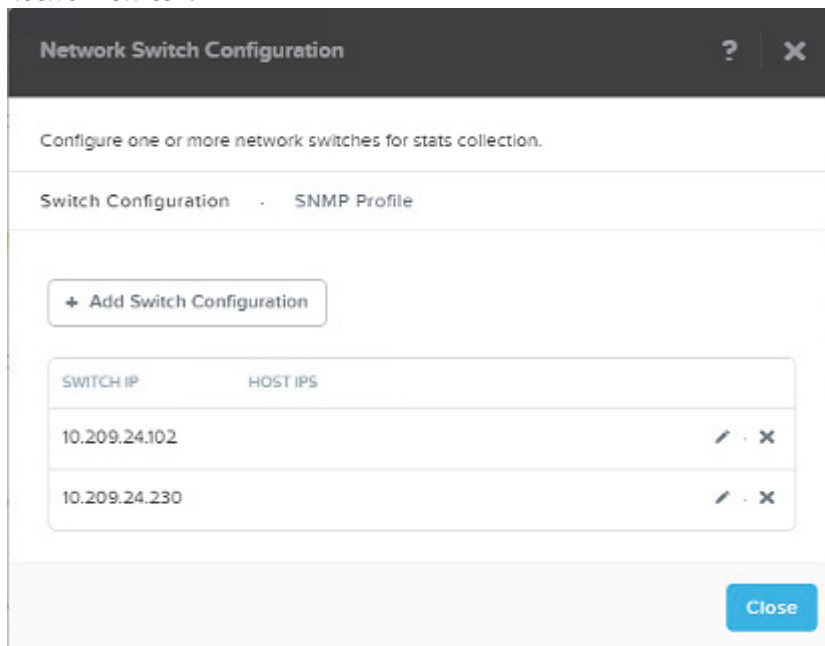 Network Switch Configuration ? ×
Configure one or more network switches for stats collection.
Switch Configuration · SNMP Profile
+ Add Switch Configuration
SWITCH IP HOST IPS
10.209.24.102
10.209.24.230
Close